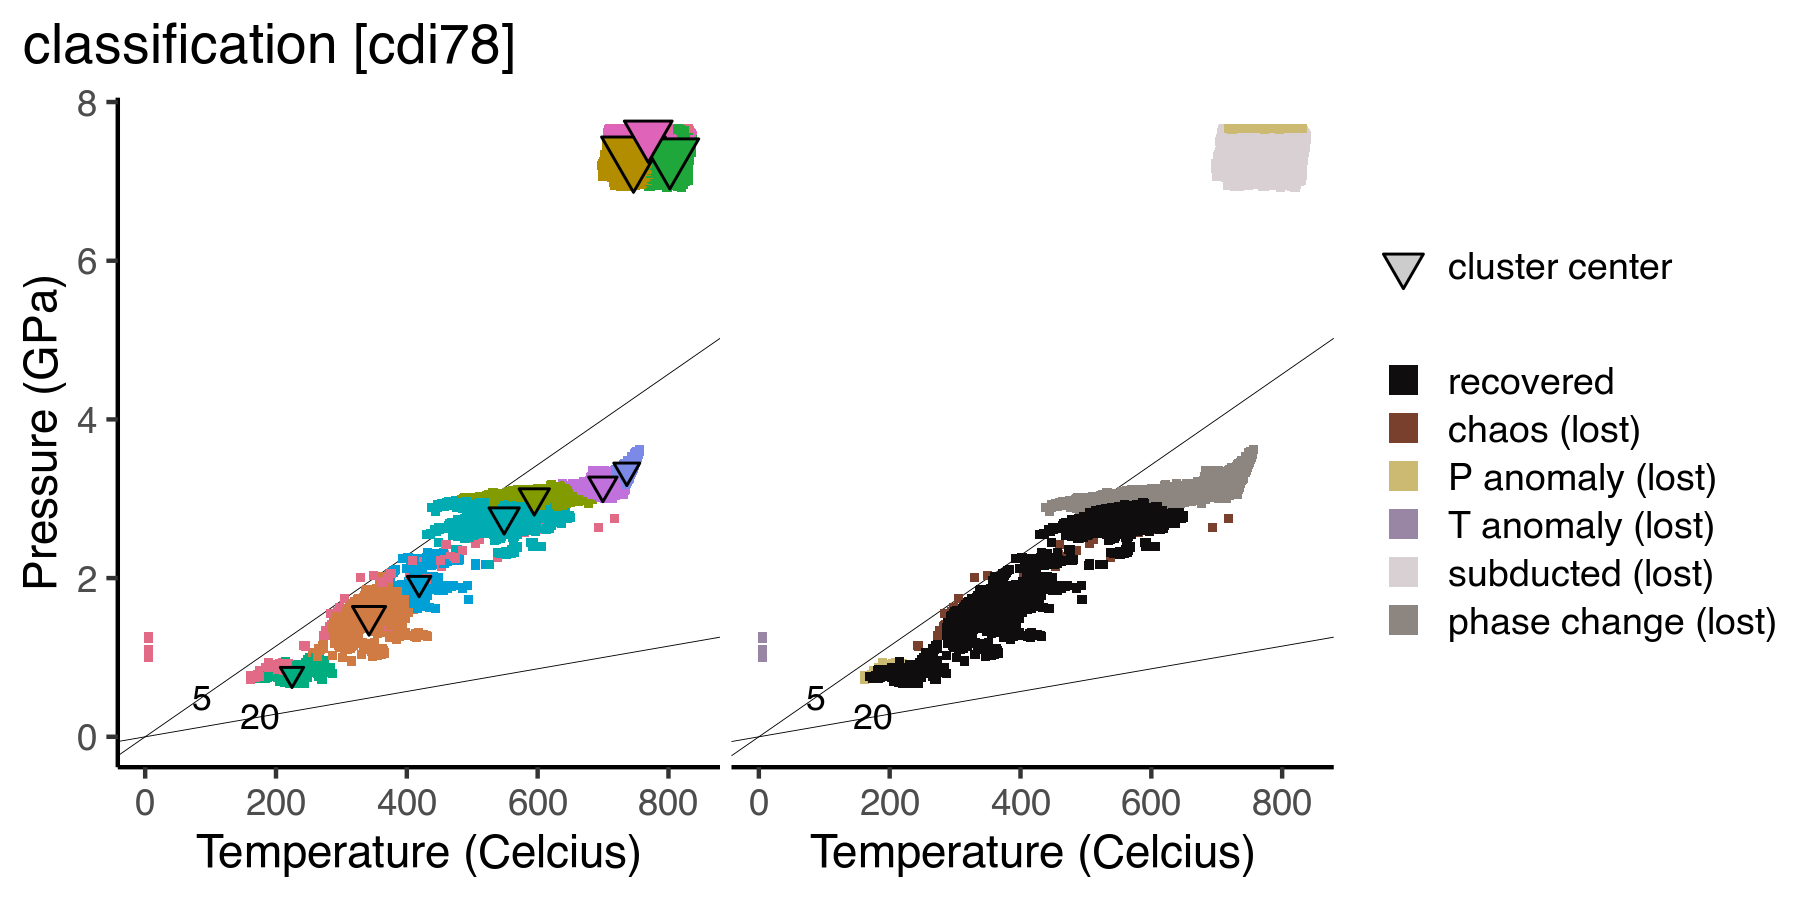 classification [cdi78]
Pressure (GPa)
8
6
4
2
0
5
20
5
20
0 200 400 600 800
0 200 400 600 800
Temperature (Celcius)
Temperature (Celcius)
cluster center
recovered
chaos (lost)
P anomaly (lost)
T anomaly (lost)
subducted (lost)
phase change (lost)